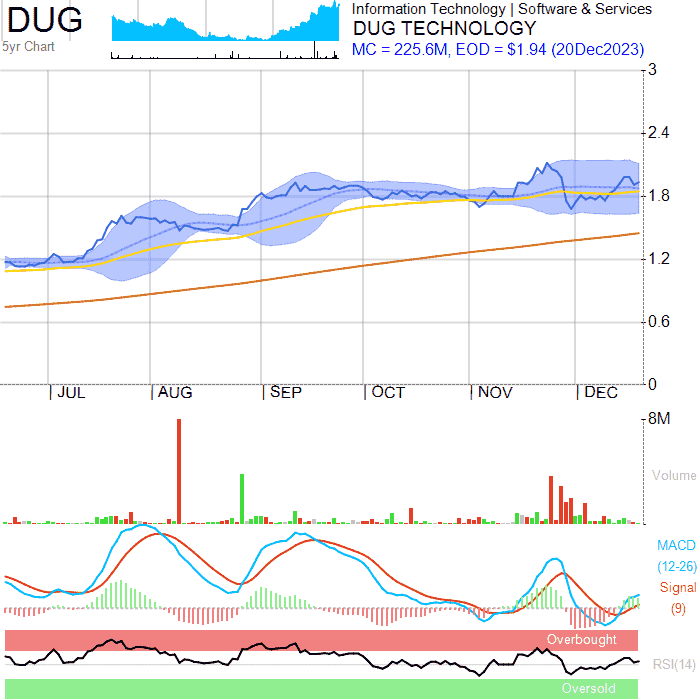 DUG
5yr Chart
Information Technology | Software & Services
DUG TECHNOLOGY
MC = 225.6M, EOD = $1.94 (20Dec2023)
3
2.4
1.8
1.2
0.6
0
JUL AUG SEP OCT NOV DEC
8M
Volume
MACD
(12-26)
Signal
(9)
Overbought
RSI(14)
Oversold